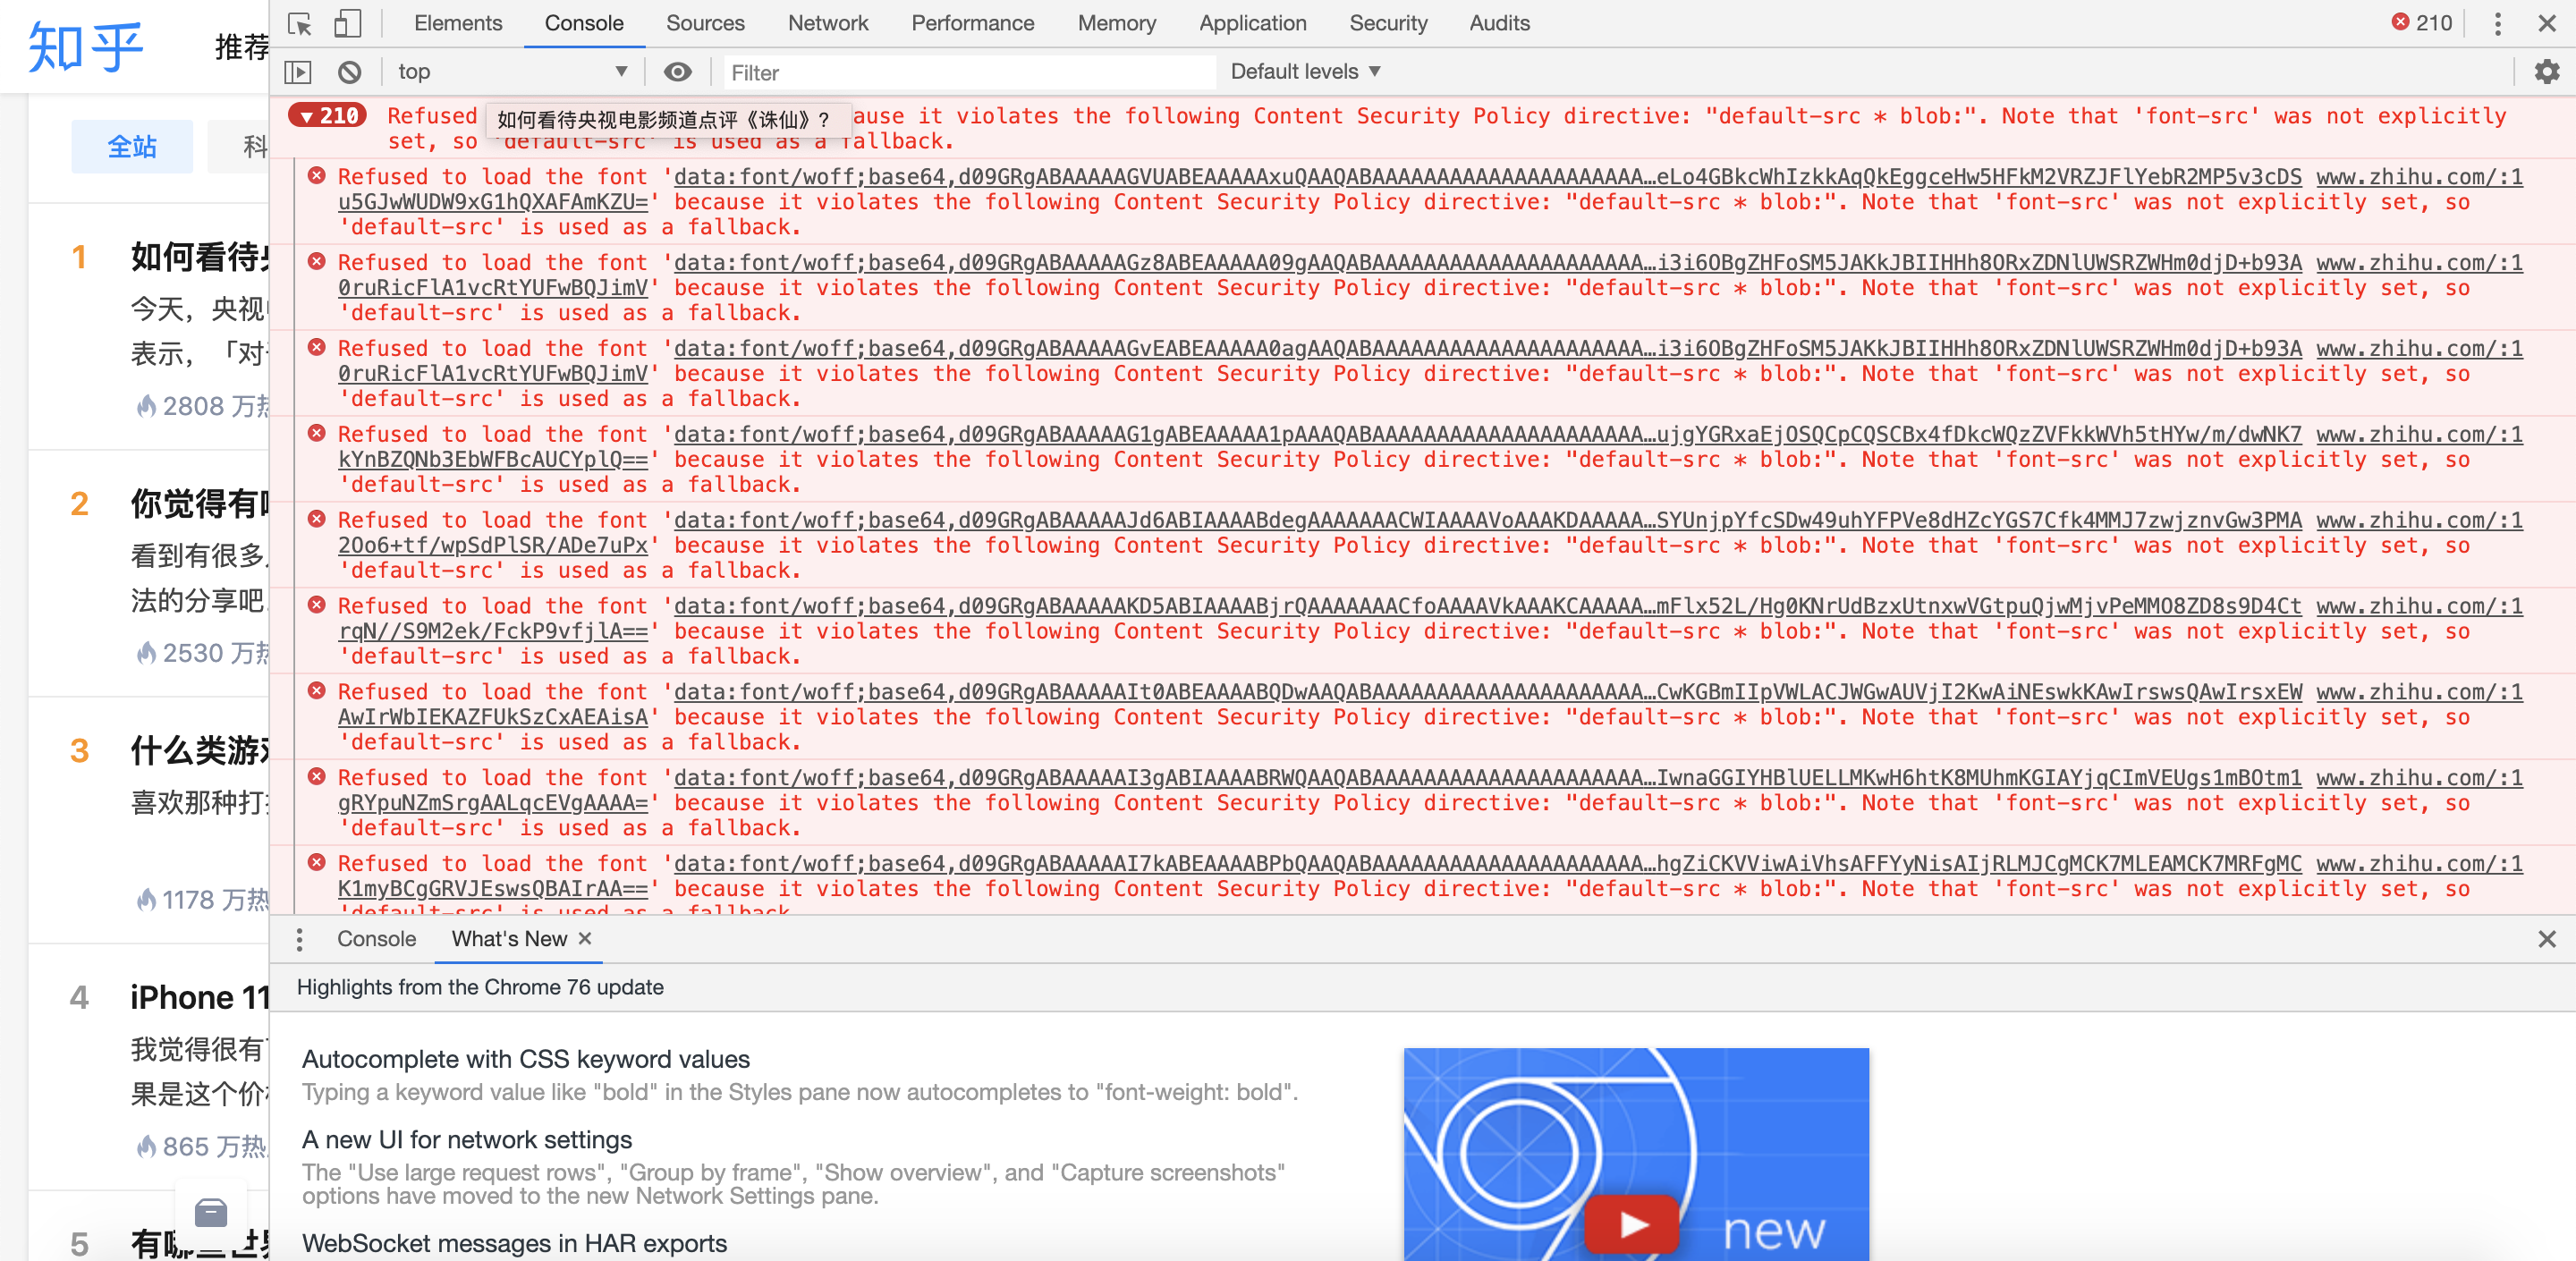 知乎
推荐
全站
科
1
如何看待
今天，央视
表示，「对
2808 万热
2
你觉得有
看到有很多
法的分享吧
2530 万热
3
什么类游
喜欢那种打
1178 万热
4
iPhone 11
我觉得很有
果是这个价
865 万热
5
有哪些世界
Elements Console Sources Network Performance Memory Application Security Audits 210
top Filter Default levels
210 Refused 如何看待央视电影频道点评《诛仙》？ ause it violates the following Content Security Policy directive: "default-src * blob:". Note that 'font-src' was not explicitly
set, so 'default-src' is used as a fallback.
Refused to load the font 'data:font/woff;base64,d09GRgABAAAAAGVUABEAAAAAxuQAAQABAAAAAAAAAAAAAAAAAAAAAA…eLo4GBkcWhIzkkAqQkEggceHw5HFkM2VRZJFlYebR2MP5v3cDS www.zhihu.com/:1
u5GJwWUDW9xG1hQXAFAmKZU=' because it violates the following Content Security Policy directive: "default-src * blob:". Note that 'font-src' was not explicitly set, so
'default-src' is used as a fallback.
Refused to load the font 'data:font/woff;base64,d09GRgABAAAAAGz8ABEAAAAA09gAAQABAAAAAAAAAAAAAAAAAAAAAA…i3i6OBgZHFoSM5JAKkJBIIHHh8ORxZDNlUWSRZWHm0djD+b93A www.zhihu.com/:1
0ruRicFlA1vcRtYUFwBQJimV' because it violates the following Content Security Policy directive: "default-src * blob:". Note that 'font-src' was not explicitly set, so
'default-src' is used as a fallback.
Refused to load the font 'data:font/woff;base64,d09GRgABAAAAAGvEABEAAAAA0agAAQABAAAAAAAAAAAAAAAAAAAAAA…i3i6OBgZHFoSM5JAKkJBIIHHh8ORxZDNlUWSRZWHm0djD+b93A www.zhihu.com/:1
0ruRicFlA1vcRtYUFwBQJimV' because it violates the following Content Security Policy directive: "default-src * blob:". Note that 'font-src' was not explicitly set, so
'default-src' is used as a fallback.
Refused to load the font 'data:font/woff;base64,d09GRgABAAAAAG1gABEAAAAA1pAAAQABAAAAAAAAAAAAAAAAAAAAAA…ujgYGRxaEjOSQCpCQSCBx4fDkcWQzZVFkkWVh5tHYw/m/dwNK7 www.zhihu.com/:1
kYnBZQNb3EbWFBcAUCYplQ==' because it violates the following Content Security Policy directive: "default-src * blob:". Note that 'font-src' was not explicitly set, so
'default-src' is used as a fallback.
Refused to load the font 'data:font/woff;base64,d09GRgABAAAAAJd6ABIAAAABdegAAAAAAACWIAAAAVoAAAKDAAAAA…SYUnjpYfcSDw49uhYFPVe8dHZcYGS7Cfk4MMJ7zwjznvGw3PMA www.zhihu.com/:1
2Oo6+tf/wpSdPlSR/ADe7uPx' because it violates the following Content Security Policy directive: "default-src * blob:". Note that 'font-src' was not explicitly set, so
'default-src' is used as a fallback.
Refused to load the font 'data:font/woff;base64,d09GRgABAAAAAKD5ABIAAAABjrQAAAAAAACfoAAAAVkAAAKCAAAAA…mFlx52L/Hg0KNrUdBzxUtnxwVGtpuQjwMjvPeMMO8ZD8s9D4Ct www.zhihu.com/:1
rqN//S9M2ek/FckP9vfjlA==' because it violates the following Content Security Policy directive: "default-src * blob:". Note that 'font-src' was not explicitly set, so
'default-src' is used as a fallback.
Refused to load the font 'data:font/woff;base64,d09GRgABAAAAAIt0ABEAAAABQDwAAQABAAAAAAAAAAAAAAAAAAAAAA…CwKGBmIIpVWLACJWGwAUVjI2KwAiNEswkKAwIrswsQAwIrsxEW www.zhihu.com/:1
AwIrWbIEKAZFUkSzCxAEAisA' because it violates the following Content Security Policy directive: "default-src * blob:". Note that 'font-src' was not explicitly set, so
'default-src' is used as a fallback.
Refused to load the font 'data:font/woff;base64,d09GRgABAAAAAI3gABIAAAABRWQAAQABAAAAAAAAAAAAAAAAAAAAAA…IwnaGGIYHBlUELLMKwH6htK8MUhmKGIAYjqCImVEUgs1mBOtm1 www.zhihu.com/:1
gRYpuNZmSrgAALqcEVgAAAA=' because it violates the following Content Security Policy directive: "default-src * blob:". Note that 'font-src' was not explicitly set, so
'default-src' is used as a fallback.
Refused to load the font 'data:font/woff;base64,d09GRgABAAAAAI7kABEAAAABPbQAAQABAAAAAAAAAAAAAAAAAAAAAA…hgZiCKVViwAiVhsAFFYyNisAIjRLMJCgMCK7MLEAMCK7MRFgMC www.zhihu.com/:1
K1myBCgGRVJEswsQBAIrAA==' because it violates the following Content Security Policy directive: "default-src * blob:". Note that 'font-src' was not explicitly set, so
'default-src' is used as a fallback.
Console What's New
Highlights from the Chrome 76 update
Autocomplete with CSS keyword values
Typing a keyword value like "bold" in the Styles pane now autocompletes to "font-weight: bold".
A new UI for network settings
The "Use large request rows", "Group by frame", "Show overview", and "Capture screenshots"
options have moved to the new Network Settings pane.
WebSocket messages in HAR exports
new